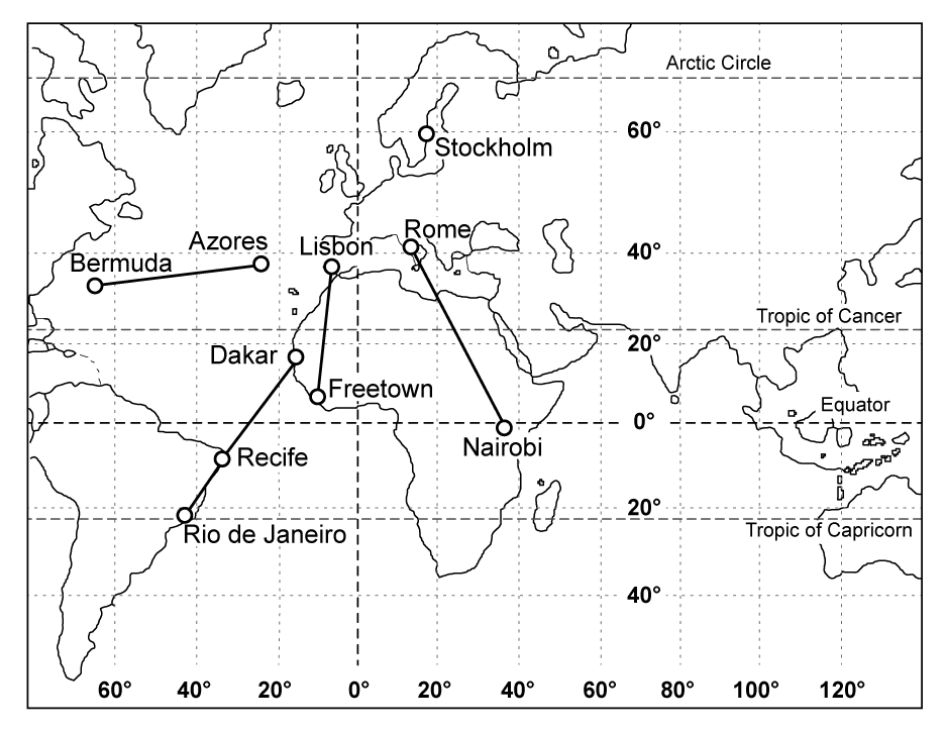 Arctic Circle
60°
Stockholm
Rome
Azores
Lisbon
40°
Bermuda
Tropic of Cancer
20°
Dakar
Freetown
Equator
0°
Nairobi
Recife
20°
Tropic of Capricorn
Rio de Janeiro
40°
60° 40° 20° 0° 20° 40° 60° 80° 100° 120°